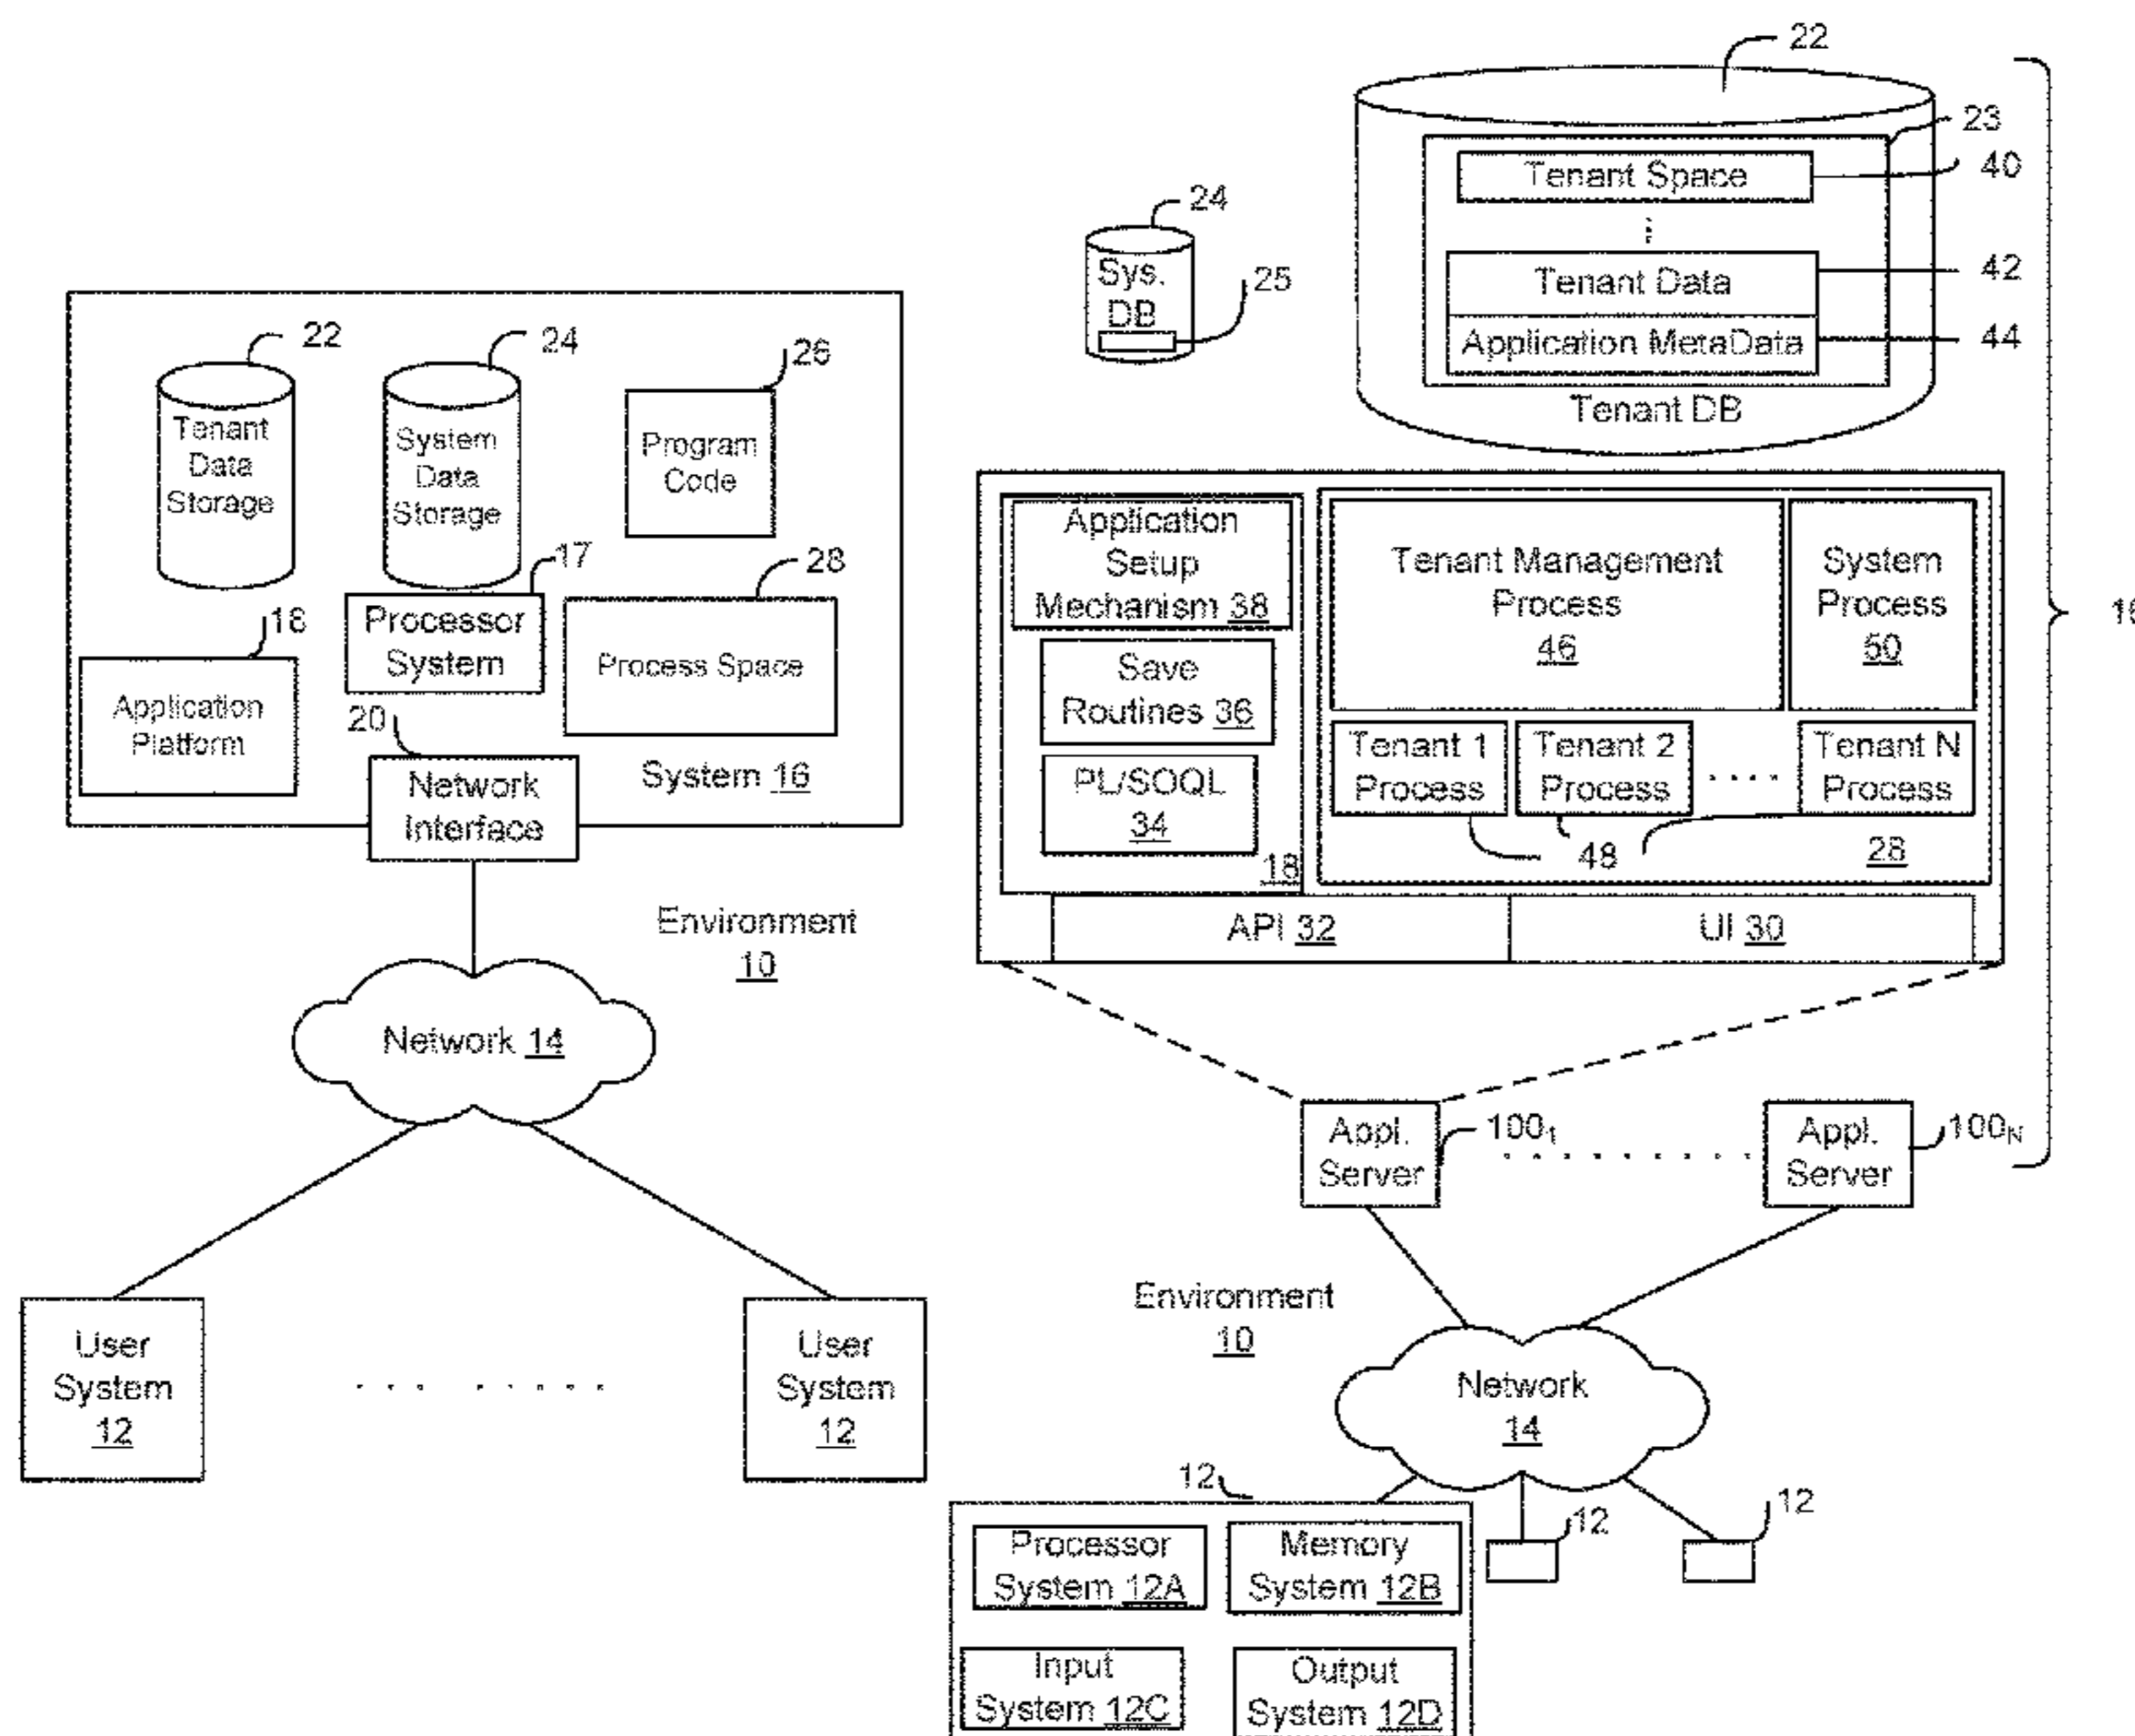 22
24
26
Tenant
Data
Storage
System
Data
Storage
Program
Code
17
28
18
Processor
System
Process Space
Application
Platform
20
System 16
Network
Interface
Environment
10
Network 14
User
System
12
User
System
12
22
23
Tenant Space
40
24
Sys.
DB
25
Tenant Data
42
Application MetaData
44
Tenant DB
Application
Setup
Mechanism 38
Tenant Management
Process
46
System
Process
50
16
Save
Routines 36
Tenant 1
Process
Tenant 2
Process
Tenant N
Process
PL/SOQL
34
18
48
28
API 32
UI 30
Appl.
Server
100₁
Appl.
Server
100N
Environment
10
Network
14
12
12
12
Processor
System 12A
Memory
System 12B
Input
System 12C
Output
System 12D